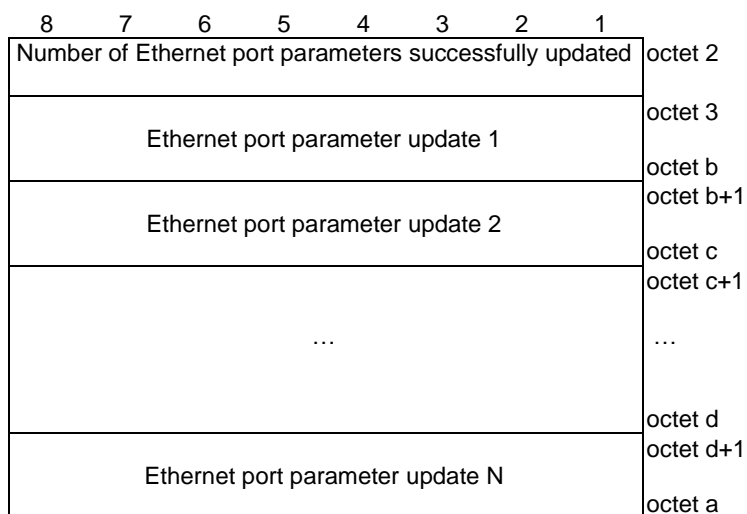 8 7 6 5 4 3 2 1
Number of Ethernet port parameters successfully updated octet 2
octet 3
Ethernet port parameter update 1
octet b
octet b+1
Ethernet port parameter update 2
octet c
octet c+1
… …
octet d
octet d+1
Ethernet port parameter update N
octet a